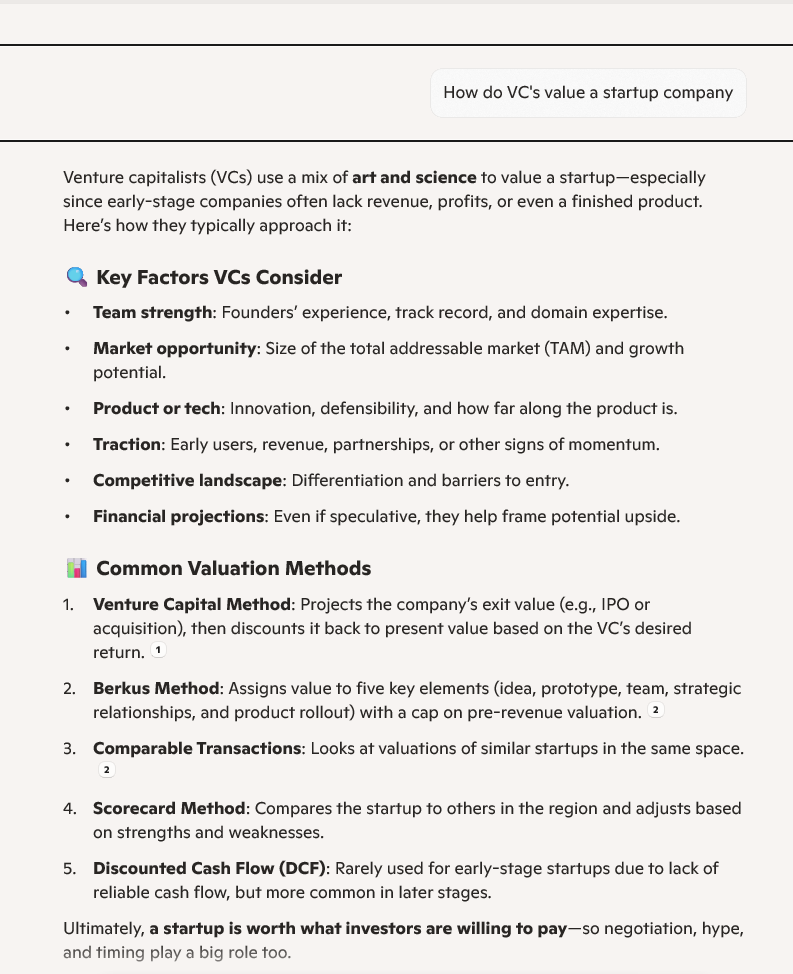 How do VC's value a startup company
Venture capitalists (VCs) use a mix of art and science to value a startup—especially
since early-stage companies often lack revenue, profits, or even a finished product.
Here’s how they typically approach it:
Key Factors VCs Consider
• Team strength: Founders’ experience, track record, and domain expertise.
• Market opportunity: Size of the total addressable market (TAM) and growth
potential.
• Product or tech: Innovation, defensibility, and how far along the product is.
• Traction: Early users, revenue, partnerships, or other signs of momentum.
• Competitive landscape: Differentiation and barriers to entry.
• Financial projections: Even if speculative, they help frame potential upside.
Common Valuation Methods
1. Venture Capital Method: Projects the company’s exit value (e.g., IPO or
acquisition), then discounts it back to present value based on the VC’s desired
return. 1
2. Berkus Method: Assigns value to five key elements (idea, prototype, team, strategic
relationships, and product rollout) with a cap on pre-revenue valuation. 2
3. Comparable Transactions: Looks at valuations of similar startups in the same space.
2
4. Scorecard Method: Compares the startup to others in the region and adjusts based
on strengths and weaknesses.
5. Discounted Cash Flow (DCF): Rarely used for early-stage startups due to lack of
reliable cash flow, but more common in later stages.
Ultimately, a startup is worth what investors are willing to pay—so negotiation, hype,
and timing play a big role too.